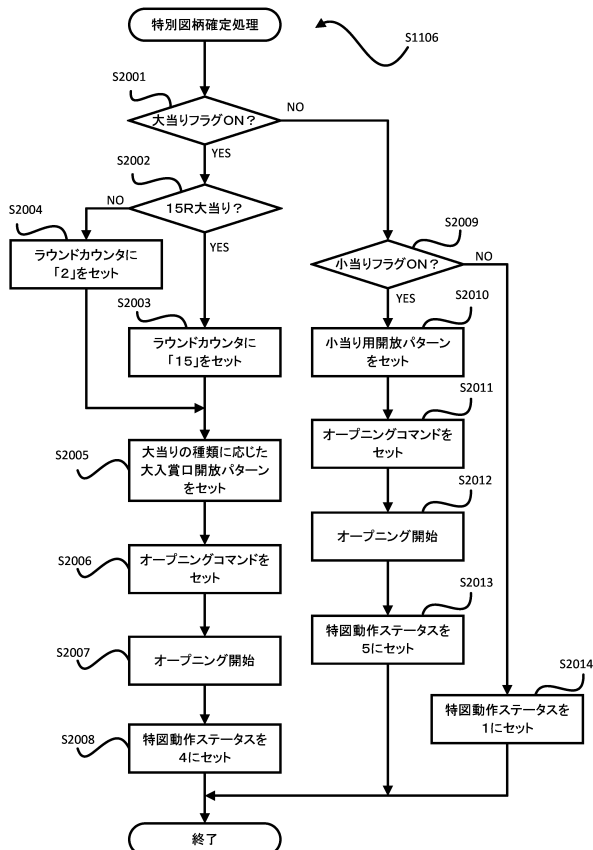 特別図柄確定処理
S1106
S2001
大当りフラグON？
NO
YES
S2002
15R大当り？
NO
YES
S2004
ラウンドカウンタに
「2」をセット
S2003
ラウンドカウンタに
「15」をセット
S2005
大当りの種類に応じた
大入賞口開放パターン
をセット
S2006
オープニングコマンドを
セット
S2007
オープニング開始
S2008
特図動作ステータスを
4にセット
S2009
小当りフラグON？
NO
YES
S2010
小当り用開放パターン
をセット
S2011
オープニングコマンドを
セット
S2012
オープニング開始
S2013
特図動作ステータスを
5にセット
S2014
特図動作ステータスを
1にセット
終了